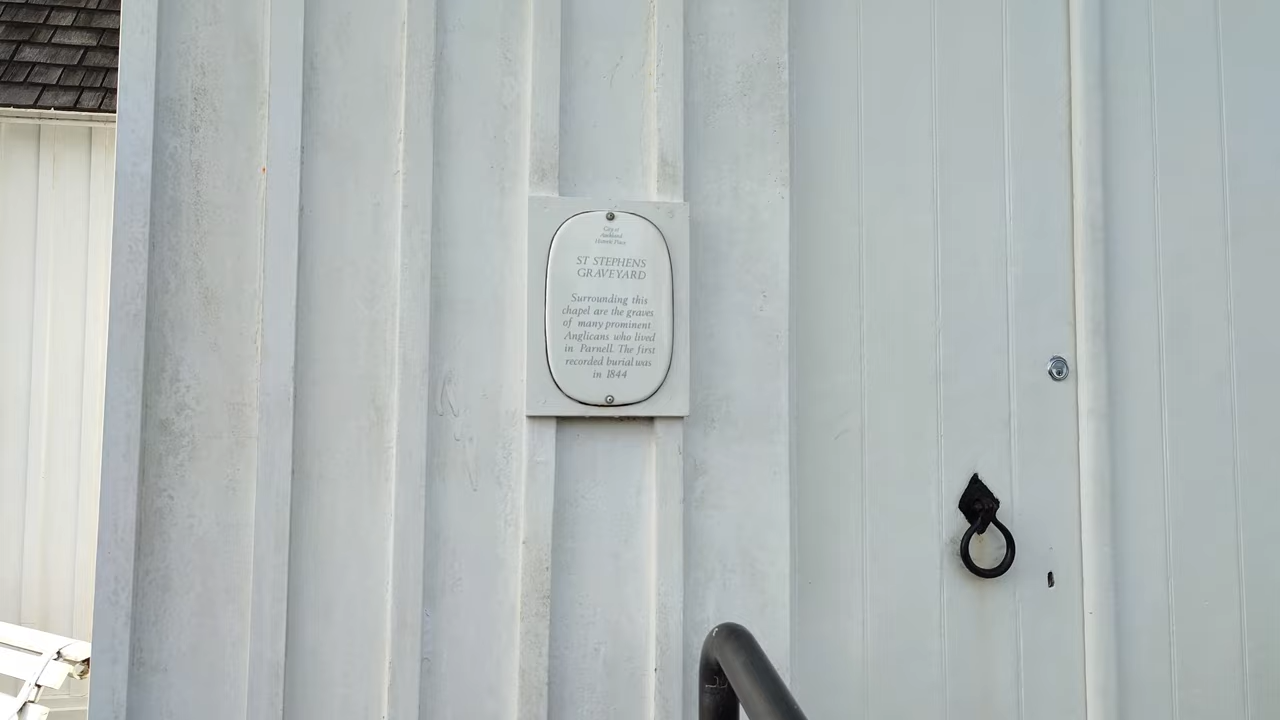 City of
Auckland
Historic Place
ST STEPHENS
GRAVEYARD
Surrounding this
chapel are the graves
of many prominent
Anglicans who lived
in Parnell. The first
recorded burial was
in 1844